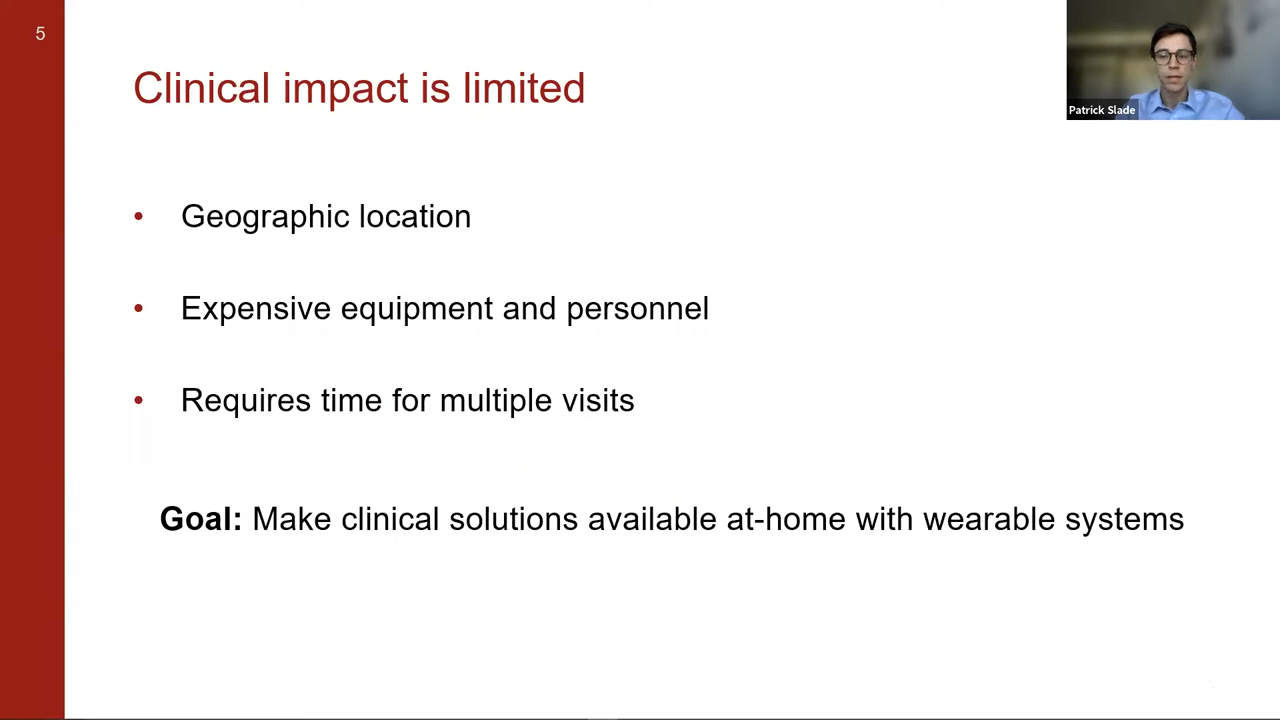 5
Clinical impact is limited
Patrick Slade
• Geographic location
• Expensive equipment and personnel
• Requires time for multiple visits
Goal: Make clinical solutions available at-home with wearable systems